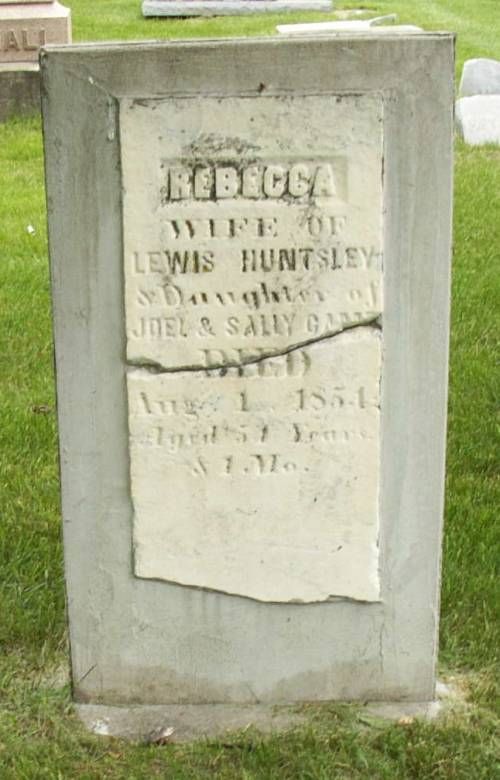 REBECCA
WIFE OF
LEWIS HUNTSLEY
& Daughter of
JOEL & SALLY
DIED
Aug. 1, 1854
Aged 51 Years
& 1 Mo.